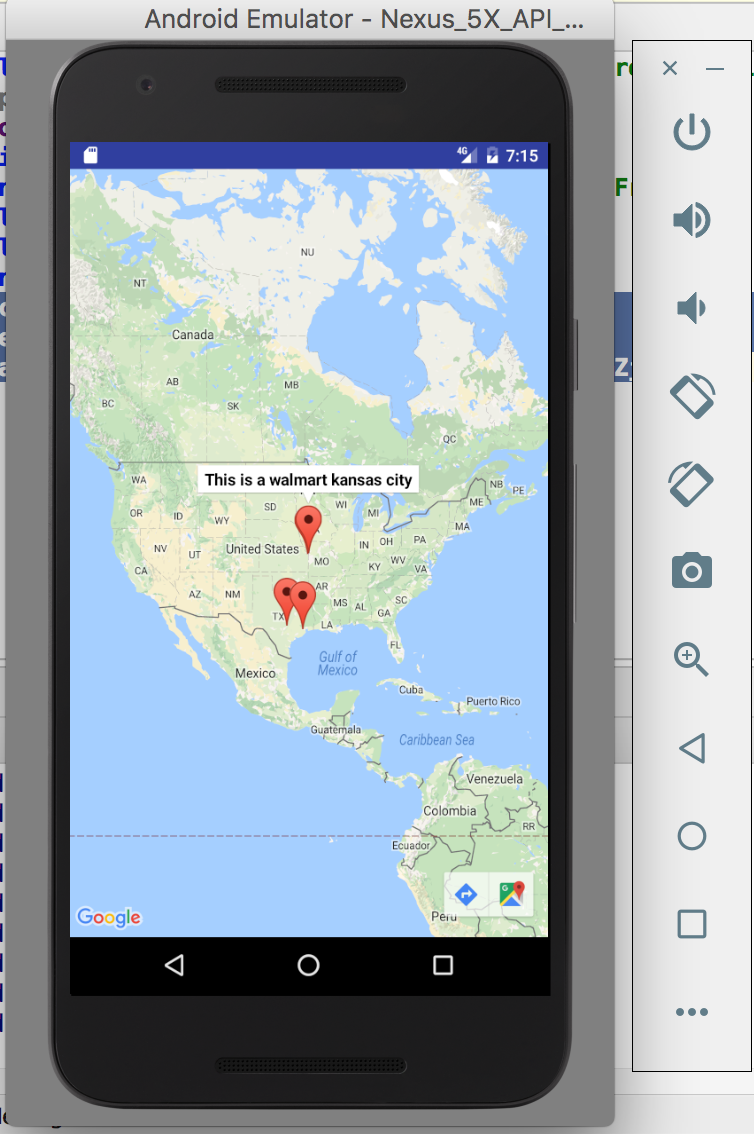 Android Emulator - Nexus_5X_API_...
4G 7:15
NU
NT
Canada
AB
MB
BC
SK
QC
This is a walmart kansas city
WA
NB
PE
ME
SD
WI
MI
OR
ID
WY
MA
NV
UT
United States
IN
OH
PA
CA
MO
KY
WV
VA
AZ
NM
AR
MS
AL
SC
GA
TX
LA
FL
Gulf of
Mexico
Mexico
Cuba
Puerto Rico
Guatemala
Caribbean Sea
Venezuela
Colombia
RR
Ecuador
Peru
Google